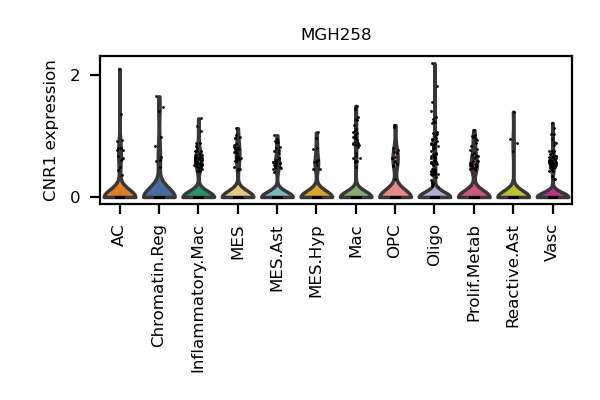 MGH258
CNR1 expression
2
0
AC
Chromatin.Reg
Inflammatory.Mac
MES
MES.Ast
MES.Hyp
Mac
OPC
Oligo
Prolif.Metab
Reactive.Ast
Vasc